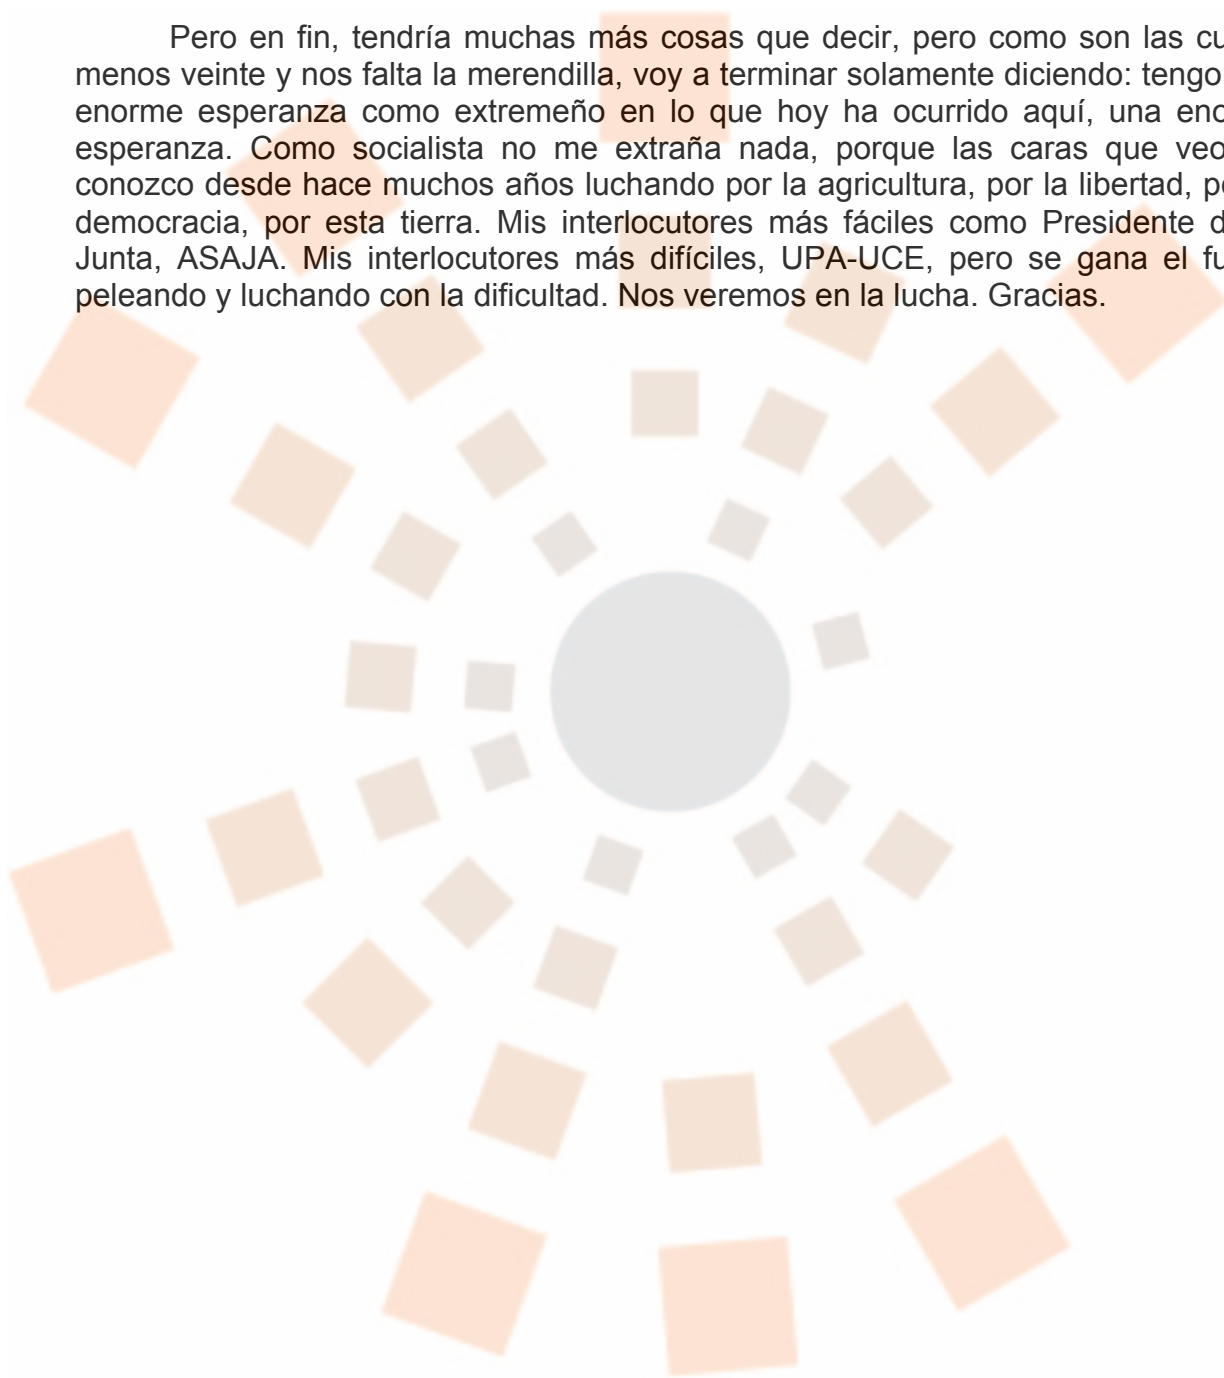 Pero en fin, tendría muchas más cosas que decir, pero como son las cu
menos veinte y nos falta la merendilla, voy a terminar solamente diciendo: tengo
enorme esperanza como extremeño en lo que hoy ha ocurrido aquí, una eno
esperanza. Como socialista no me extraña nada, porque las caras que veo
conozco desde hace muchos años luchando por la agricultura, por la libertad, po
democracia, por esta tierra. Mis interlocutores más fáciles como Presidente d
Junta, ASAJA. Mis interlocutores más difíciles, UPA-UCE, pero se gana el fu
peleando y luchando con la dificultad. Nos veremos en la lucha. Gracias.